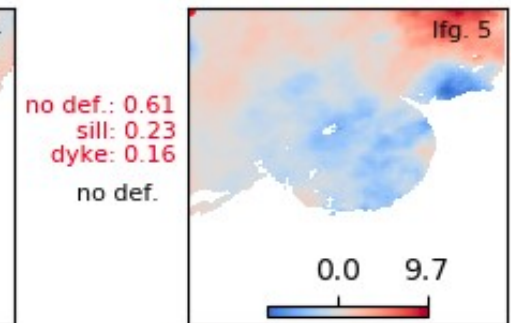 Ifg. 5
no def.: 0.61
sill: 0.23
dyke: 0.16
no def.
0.0 9.7